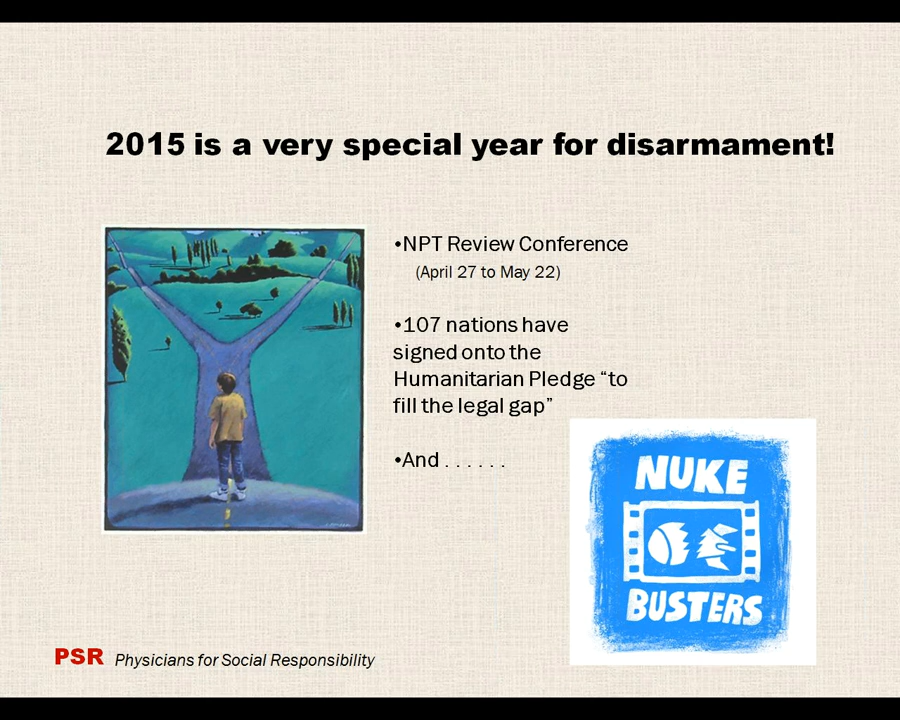 2015 is a very special year for disarmament!
•NPT Review Conference
(April 27 to May 22)
•107 nations have
signed onto the
Humanitarian Pledge “to
fill the legal gap”
•And . . . . . .
NUKE
BUSTERS
PSR Physicians for Social Responsibility